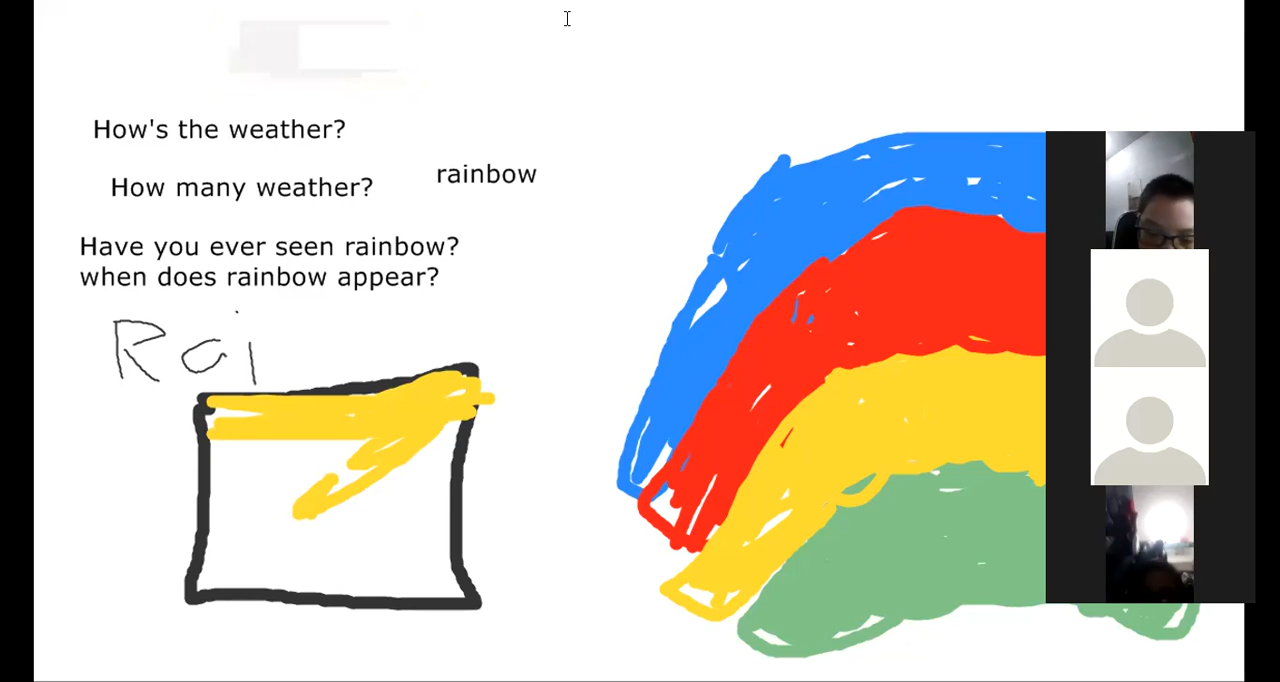 How's the weather?
How many weather?
rainbow
Have you ever seen rainbow?
when does rainbow appear?
Rai